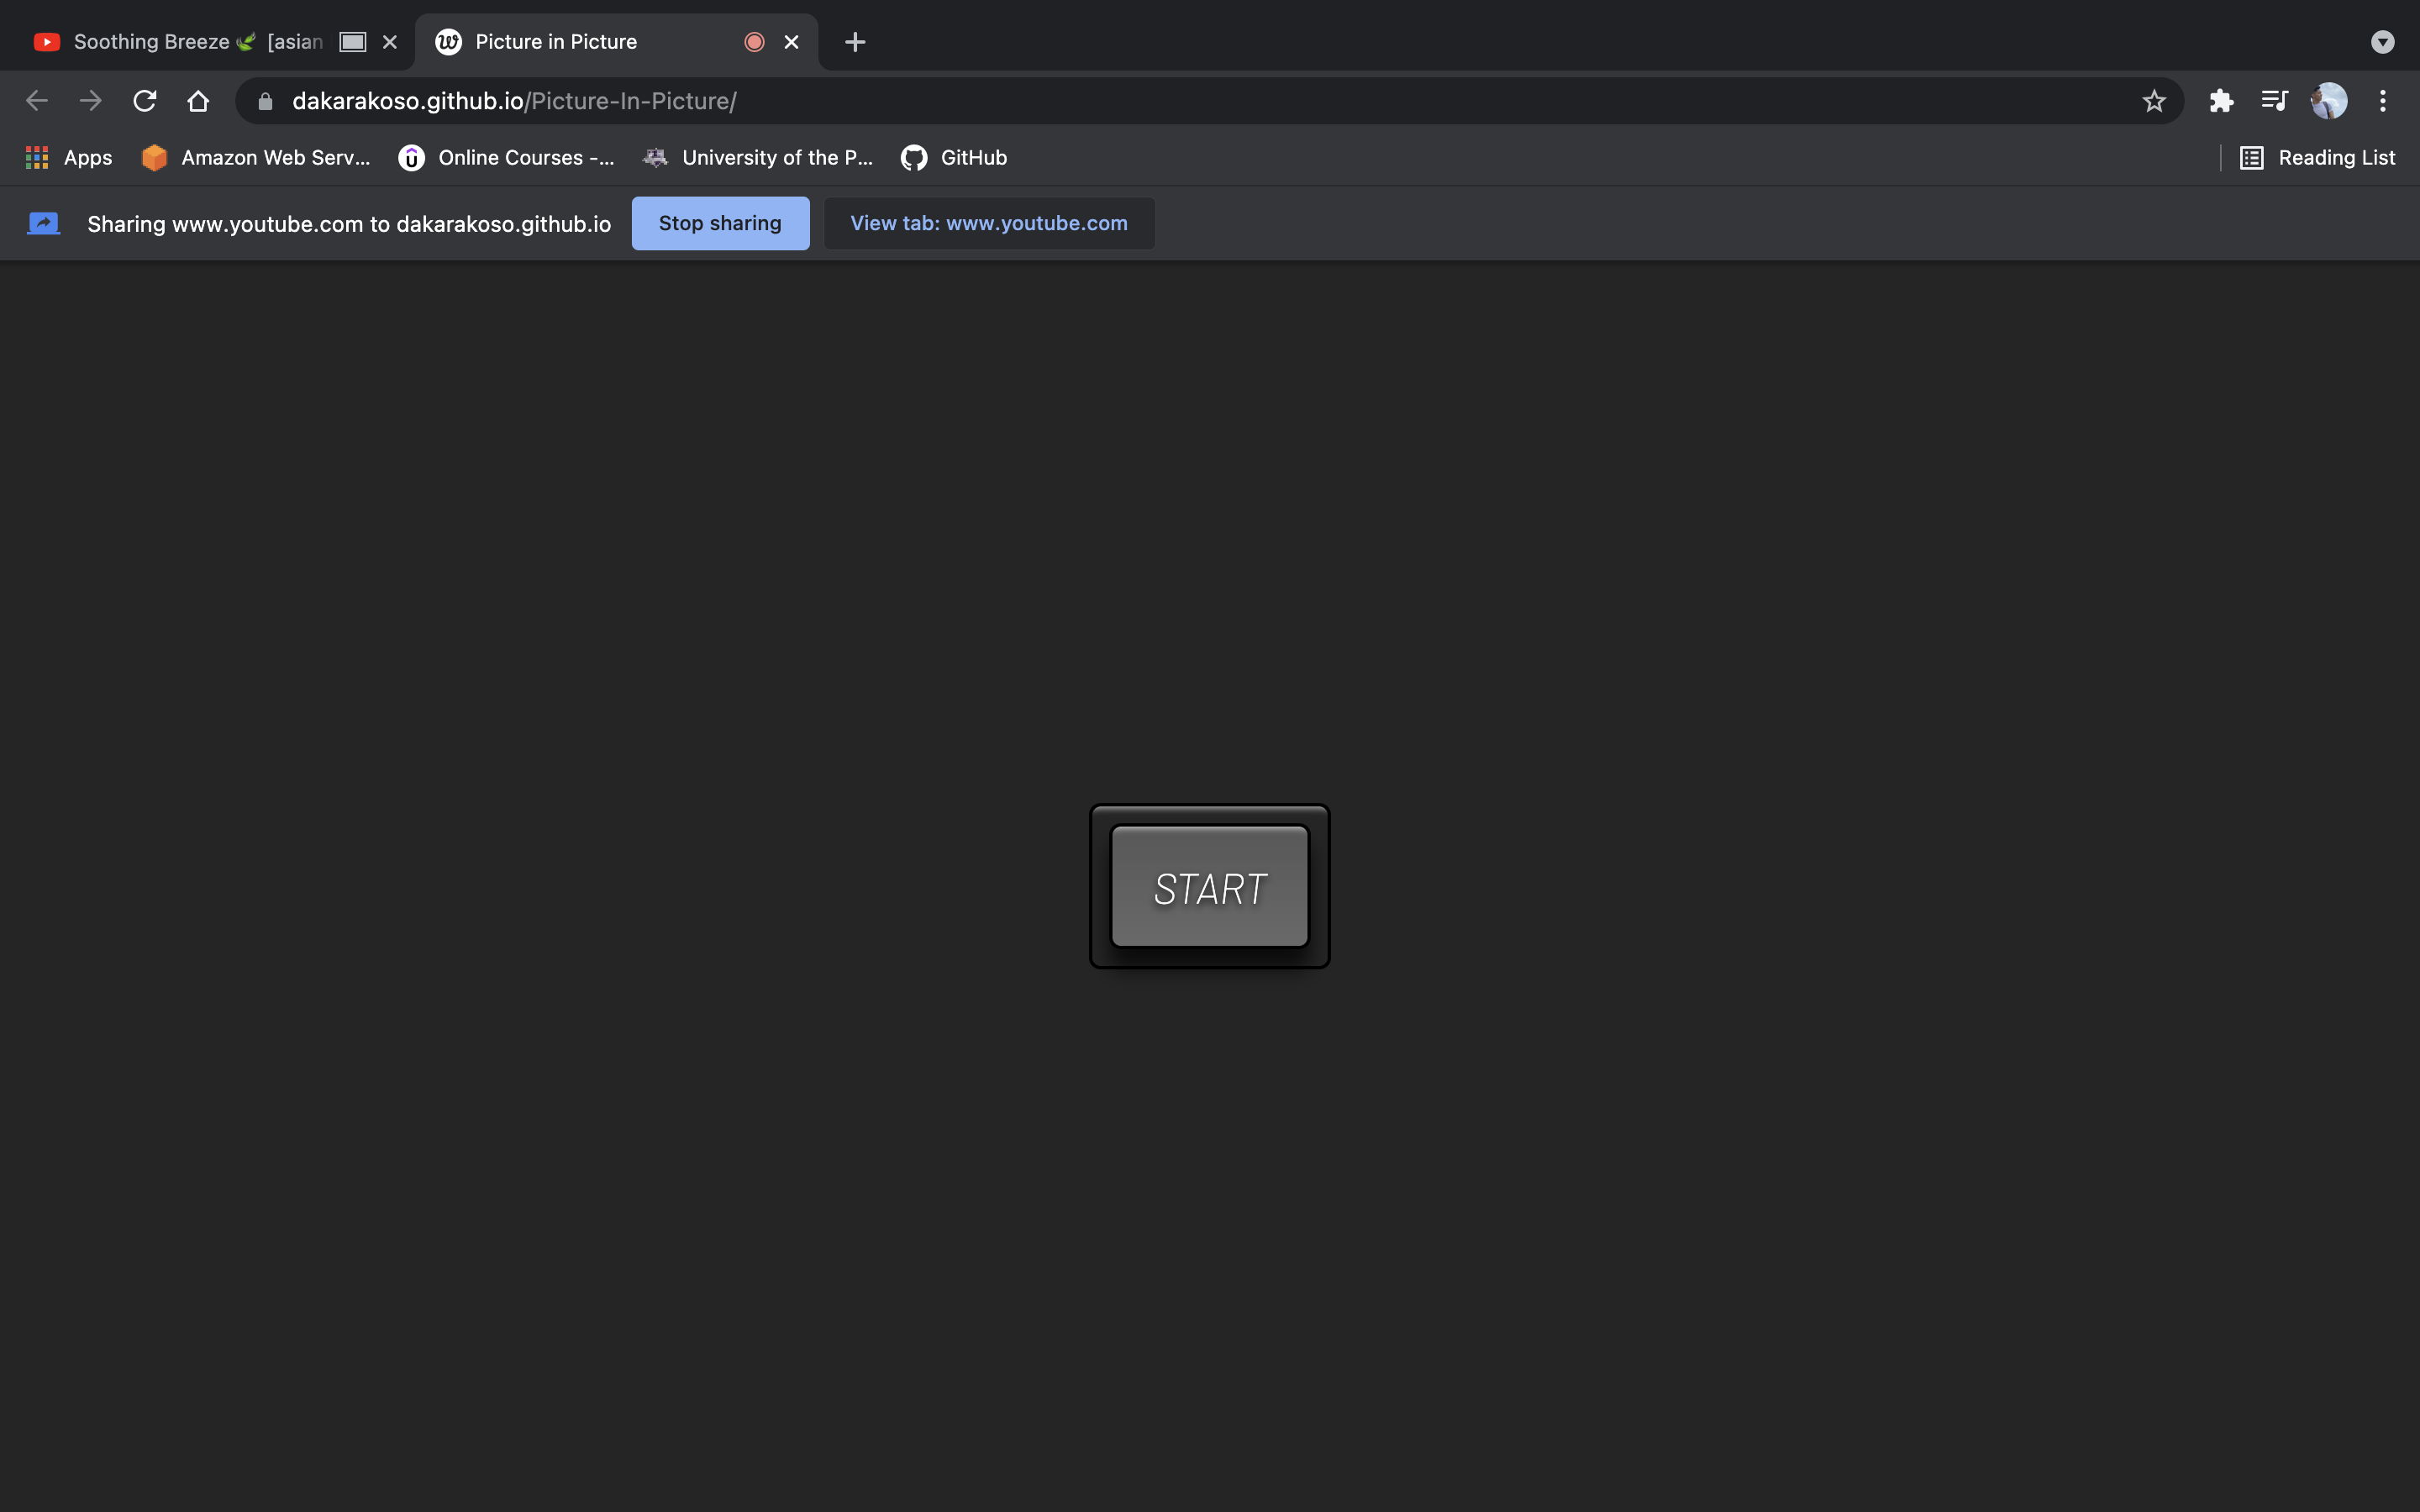 Soothing Breeze 🍃 [asian
Picture in Picture
dakarakoso.github.io/Picture-In-Picture/
Apps
Amazon Web Serv...
Online Courses -...
University of the P...
GitHub
Reading List
Sharing www.youtube.com to dakarakoso.github.io
Stop sharing
View tab: www.youtube.com
START